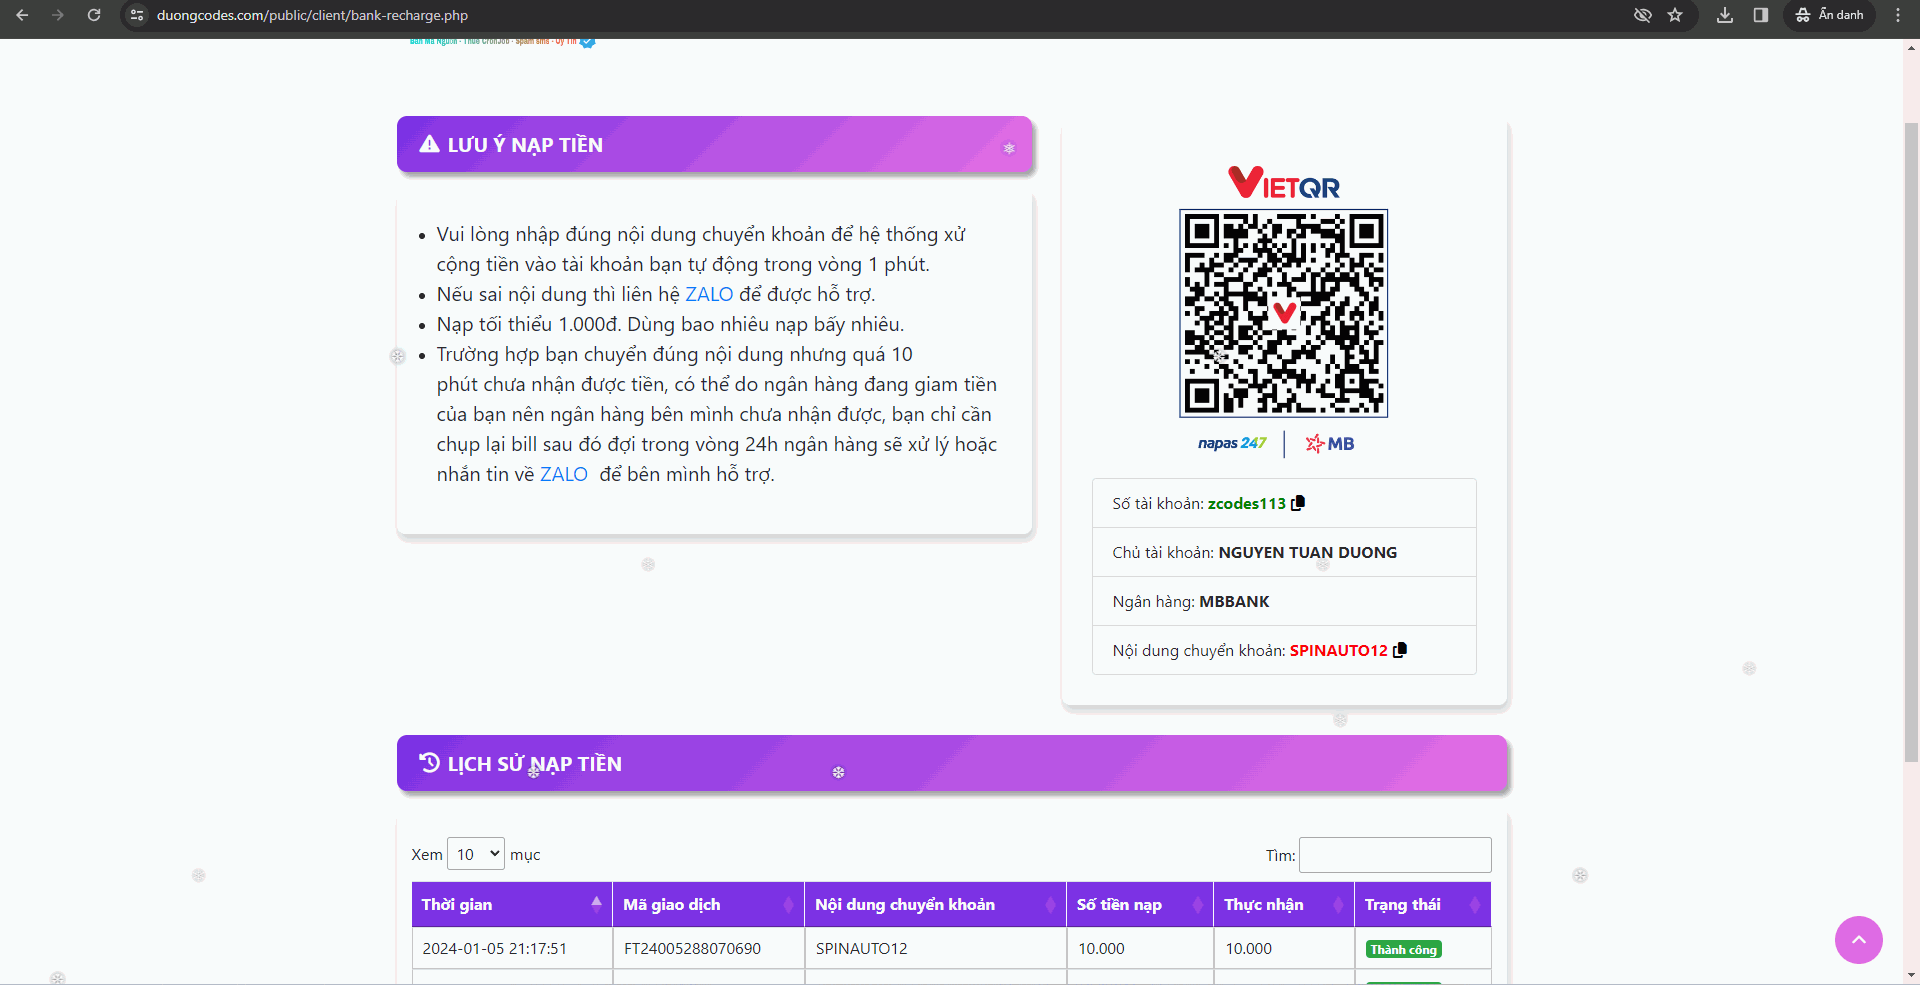 duongcodes.com/public/client/bank-recharge.php
Ẩn danh
Bán Mã Nguồn - Thuê CronJob - Spam sms - Uy Tín
LƯU Ý NẠP TIỀN
Vui lòng nhập đúng nội dung chuyển khoản để hệ thống xử
cộng tiền vào tài khoản bạn tự động trong vòng 1 phút.
Nếu sai nội dung thì liên hệ ZALO để được hỗ trợ.
Nạp tối thiểu 1.000đ. Dùng bao nhiêu nạp bấy nhiêu.
Trường hợp bạn chuyển đúng nội dung nhưng quá 10
phút chưa nhận được tiền, có thể do ngân hàng đang giam tiền
của bạn nên ngân hàng bên mình chưa nhận được, bạn chỉ cần
chụp lại bill sau đó đợi trong vòng 24h ngân hàng sẽ xử lý hoặc
nhắn tin về ZALO để bên mình hỗ trợ.
VIETQR
napas 247 | MB
Số tài khoản: zcodes113
Chủ tài khoản: NGUYEN TUAN DUONG
Ngân hàng: MBBANK
Nội dung chuyển khoản: SPINAUTO12
LỊCH SỬ NẠP TIỀN
Xem 10 mục
Tìm:
Thời gian Mã giao dịch Nội dung chuyển khoản Số tiền nạp Thực nhận Trạng thái
2024-01-05 21:17:51 FT24005288070690 SPINAUTO12 10.000 10.000 Thành công